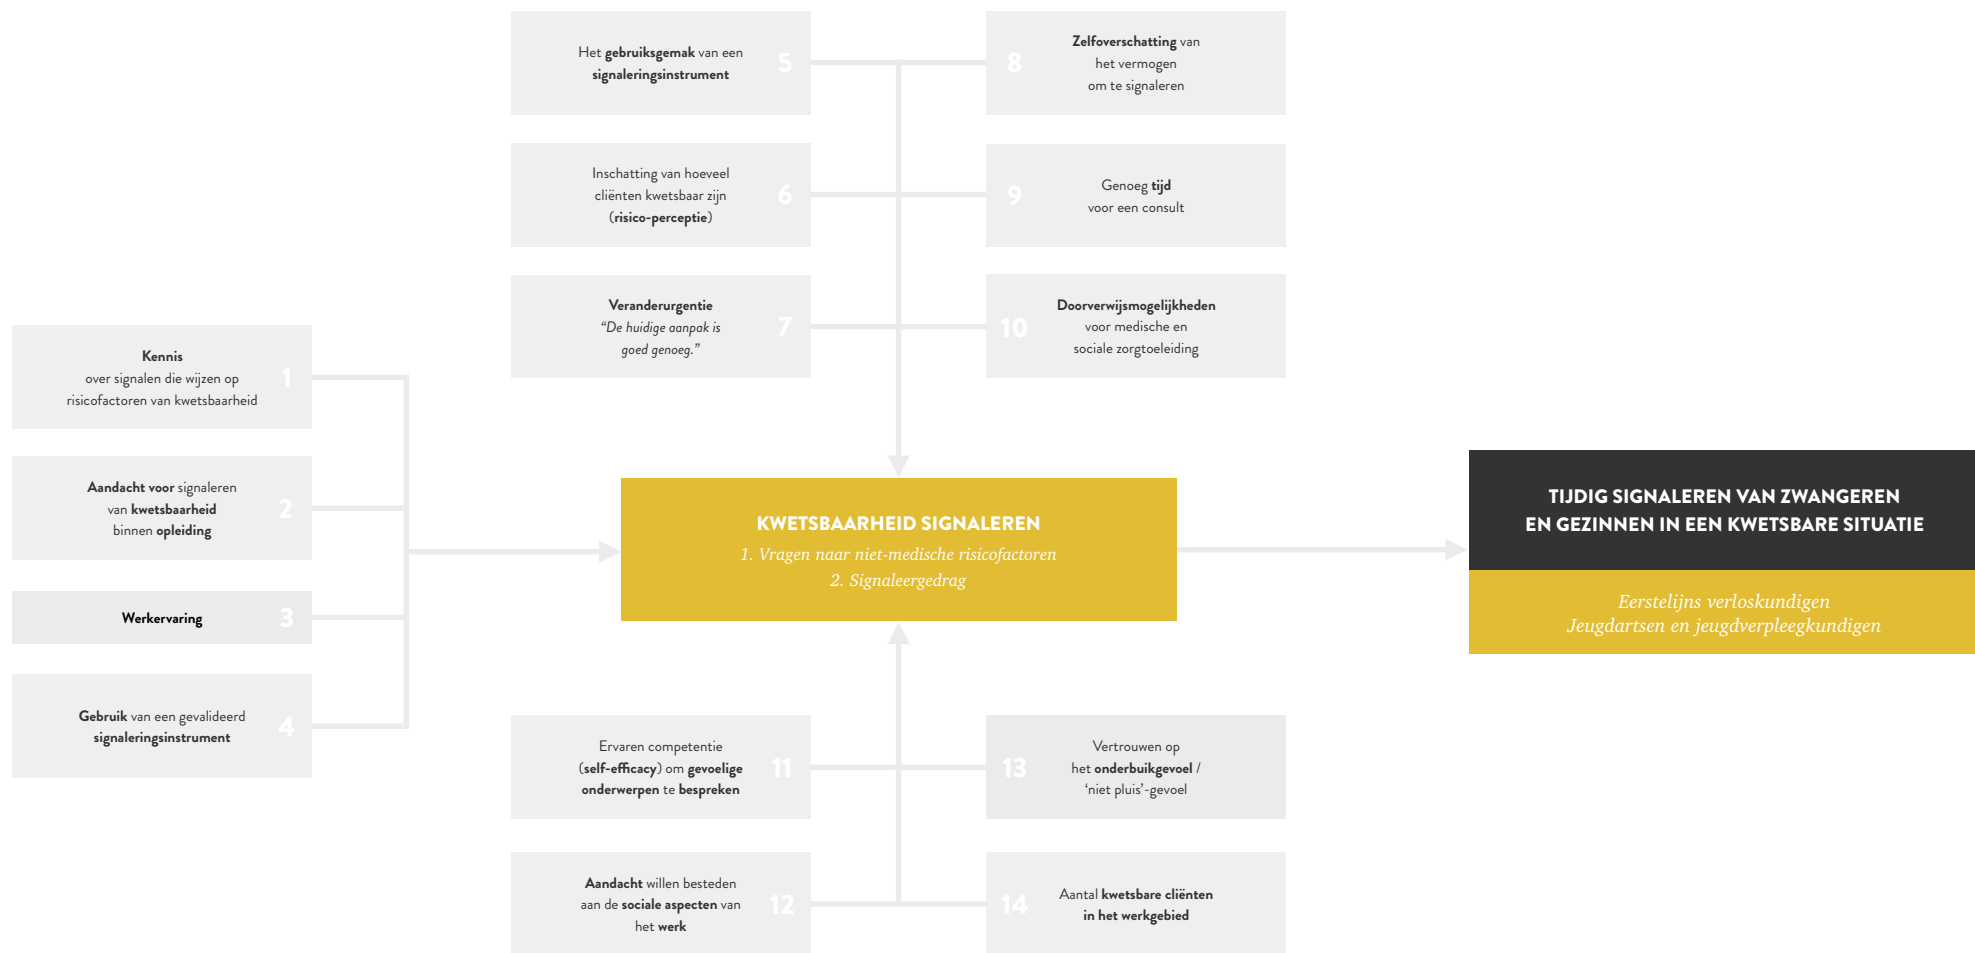 Kennis
over signalen die wijzen op
risicofactoren van kwetsbaarheid
1
Aandacht voor signaleren
van kwetsbaarheid
binnen opleiding
2
Werkervaring
3
Gebruik van een gevalideerd
signaleringsinstrument
4
Het gebruiksgemak van een
signaleringsinstrument
5
Inschatting van hoeveel
cliënten kwetsbaar zijn
(risico-perceptie)
6
Veranderurgentie
“De huidige aanpak is
goed genoeg.”
7
8
Zelfoverschatting van
het vermogen
om te signaleren
9
Genoeg tijd
voor een consult
10
Doorverwijsmogelijkheden
voor medische en
sociale zorgtoeleiding
KWETSBAARHEID SIGNALEREN
1. Vragen naar niet-medische risicofactoren
2. Signaleergedrag
Ervaren competentie
(self-efficacy) om gevoelige
onderwerpen te bespreken
11
Aandacht willen besteden
aan de sociale aspecten van
het werk
12
13
Vertrouwen op
het onderbuikgevoel /
‘niet pluis’-gevoel
14
Aantal kwetsbare cliënten
in het werkgebied
TIJDIG SIGNALEREN VAN ZWANGEREN
EN GEZINNEN IN EEN KWETSBARE SITUATIE
Eerstelijns verloskundigen
Jeugdartsen en jeugdverpleegkundigen